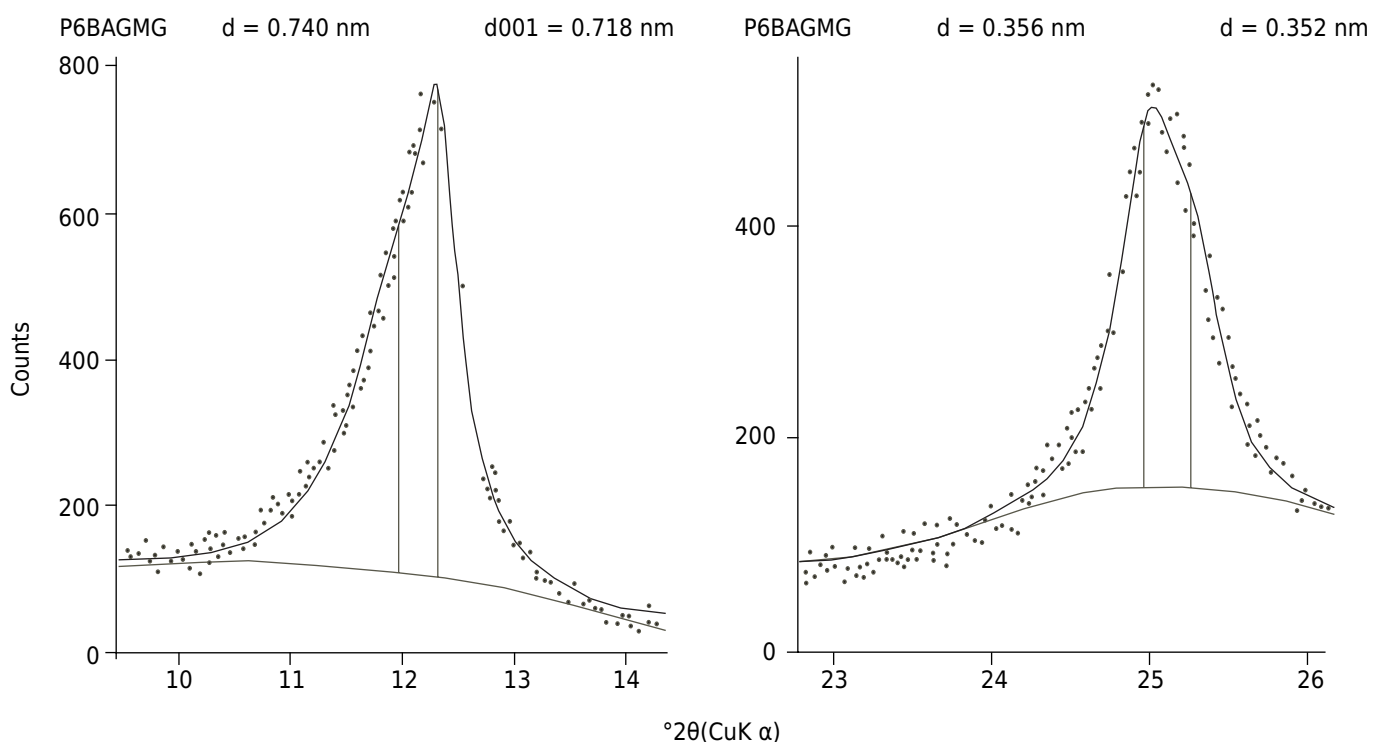 P6BAGMG d = 0.740 nm d001 = 0.718 nm P6BAGMG d = 0.356 nm d = 0.352 nm
800
600
400
200
0
Counts
10 11 12 13 14
400
200
0
23 24 25 26
°2θ(CuK α)